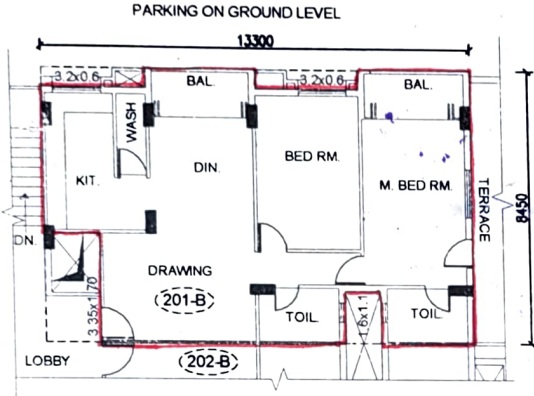 PARKING ON GROUND LEVEL
13300
3.2x0.6
3.2x0.6
BAL.
BAL.
WASH
DIN.
BED RM.
KIT.
M. BED RM.
TERRACE
8450
DN.
DRAWING
201-B
3.35x1.70
TOIL.
1.6x1.1
TOIL.
LOBBY
202-B